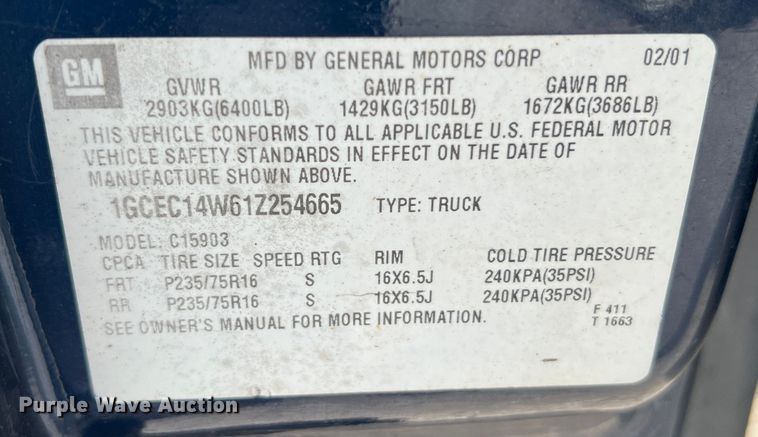 GM
MFD BY GENERAL MOTORS CORP 02/01
GVWR GAWR FRT GAWR RR
2903KG(6400LB) 1429KG(3150LB) 1672KG(3686LB)
THIS VEHICLE CONFORMS TO ALL APPLICABLE U.S. FEDERAL MOTOR
VEHICLE SAFETY STANDARDS IN EFFECT ON THE DATE OF
MANUFACTURE SHOWN ABOVE.
1GCEC14W61Z254665 TYPE: TRUCK
MODEL: C15903
CPCA TIRE SIZE SPEED RTG RIM COLD TIRE PRESSURE
FRT P235/75R16 S 16X6.5J 240KPA(35PSI)
RR P235/75R16 S 16X6.5J 240KPA(35PSI)
SEE OWNER'S MANUAL FOR MORE INFORMATION.
F 411
T 1663
Purple Wave Auction